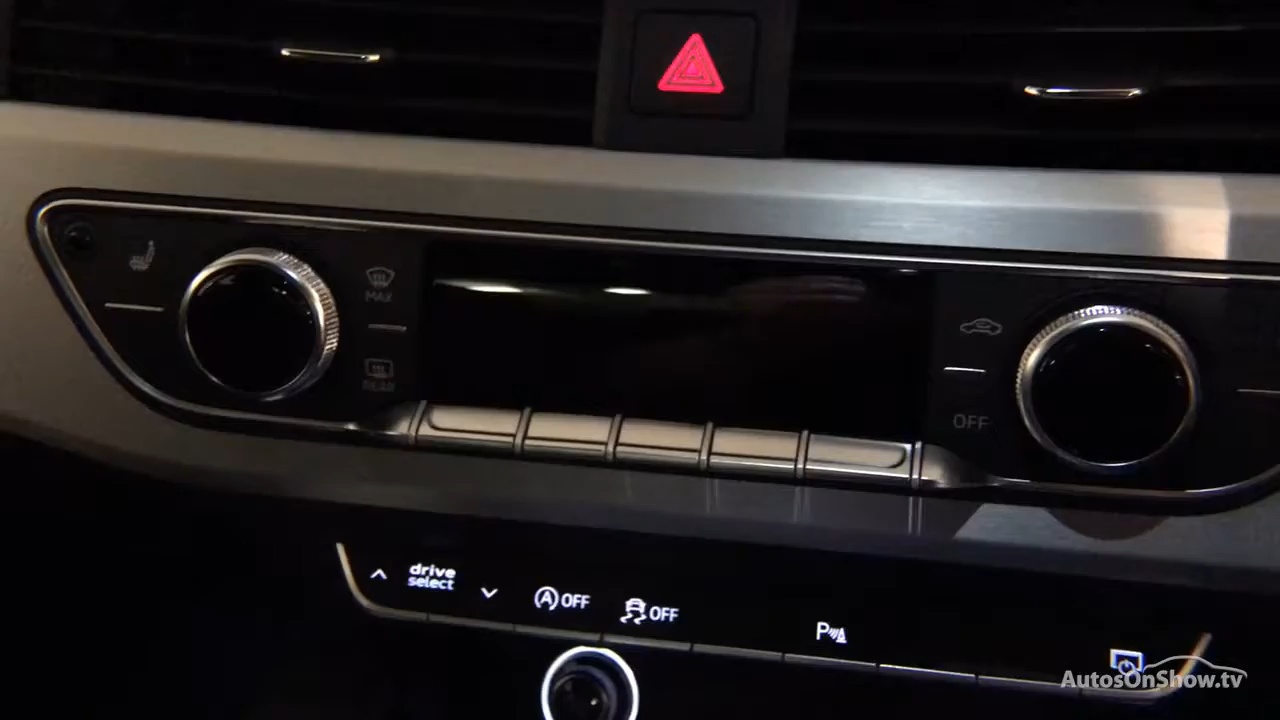 MAX
REAR
OFF
drive
select
A OFF
OFF
P
AutosOnShow.tv